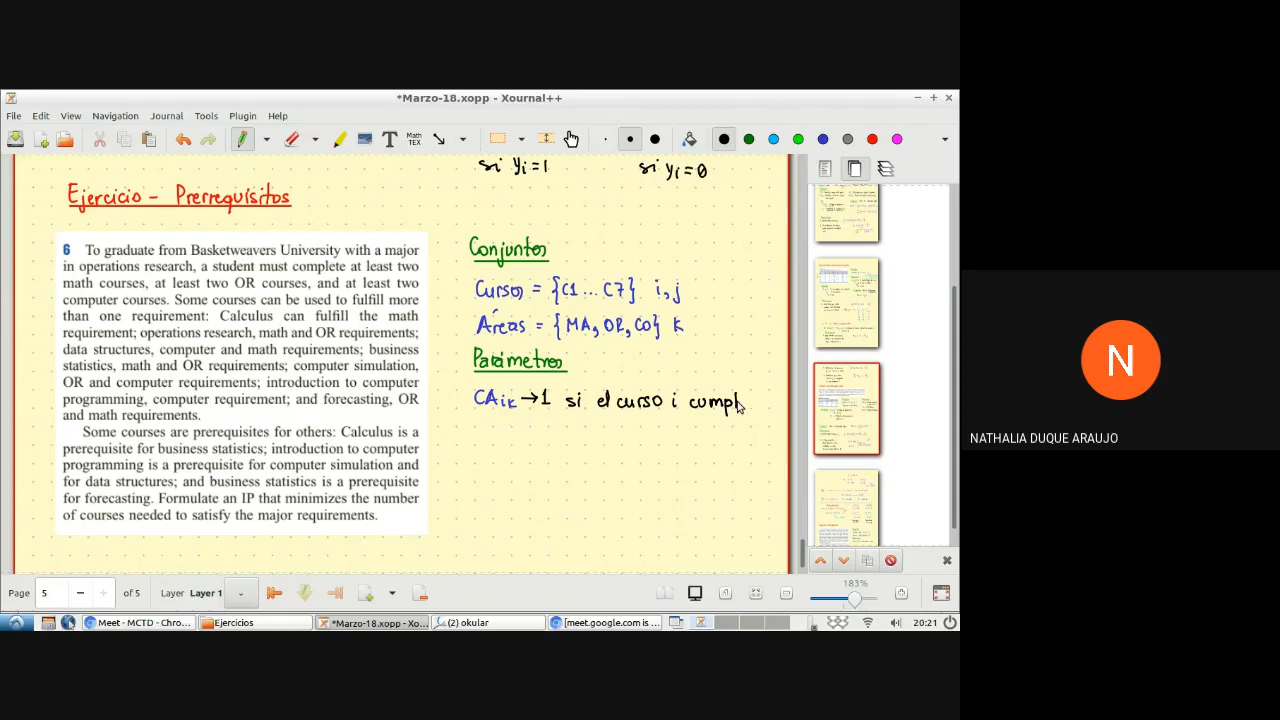 *Marzo-18.xopp - Xournal++
File Edit View Navigation Journal Tools Plugin Help
Math
TEX
si yi=1 si yi=0
Ejercicio - Prerrequisitos
6 To graduate from Basketweavers University with a major
in operations research, a student must complete at least two
math courses, at least two OR courses, and at least two
computer courses. Some courses can be used to fulfill more
than one requirement: Calculus can fulfill the math
requirement; operations research, math and OR requirements;
data structures, computer and math requirements; business
statistics, math and OR requirements; computer simulation,
OR and computer requirements; introduction to computer
programming, computer requirement; and forecasting, OR
and math requirements.
Some courses are prerequisites for others: Calculus is a
prerequisite for business statistics; introduction to computer
programming is a prerequisite for computer simulation and
for data structures; and business statistics is a prerequisite
for forecasting. Formulate an IP that minimizes the number
of courses needed to satisfy the major requirements.
Conjuntos
Cursos = {C1 ... C7} i,j
Áreas = {MA, OR, CO} K
Parámetros
CAiK → 1 si el curso i cumpl
NATHALIA DUQUE ARAUJO
N
183%
Page 5 of 5 Layer Layer 1
Meet - MCTD - Chro... Ejercicios *Marzo-18.xopp - Xo... (2) okular [meet.google.com is ... 20:21